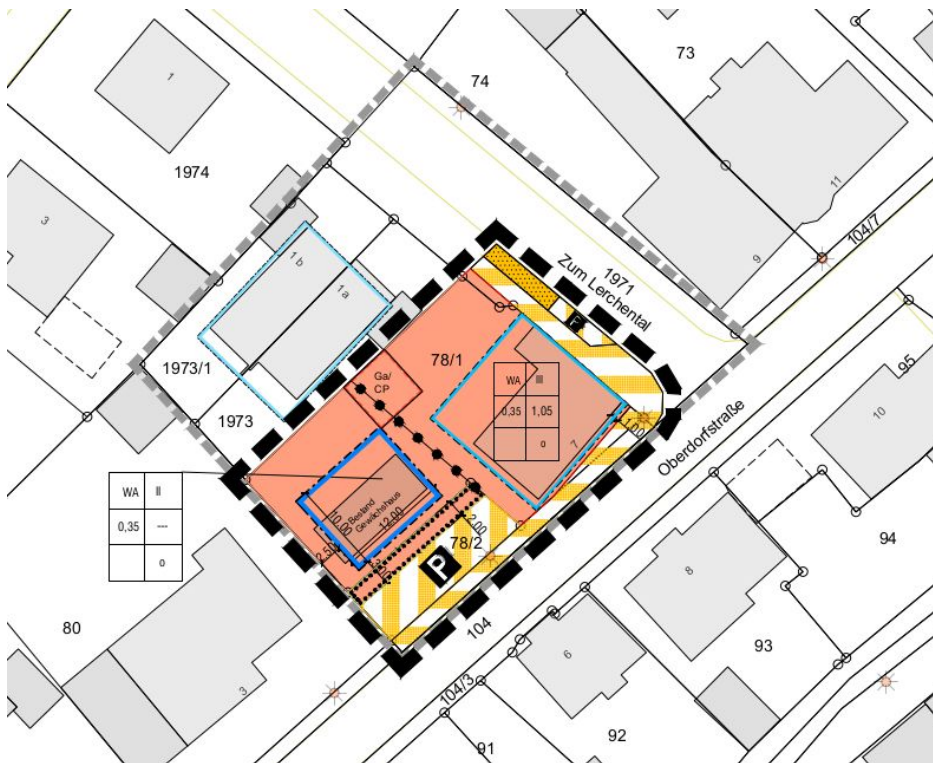 73
74
1
1974
11
3
104/7
1 b
9
1971
Zum Lerchental
1 a
F
78/1
95
1973/1
Ga/
CP
WA III
0,35 1,05
o
10
1973
7
1,00
Oberdorfstraße
WA II
0,35 ---
o
Bestand
Gewächshaus
10,00
12,00
2,50
2,00
78/2
P
94
8
80
104
93
6
3
104/3
92
91